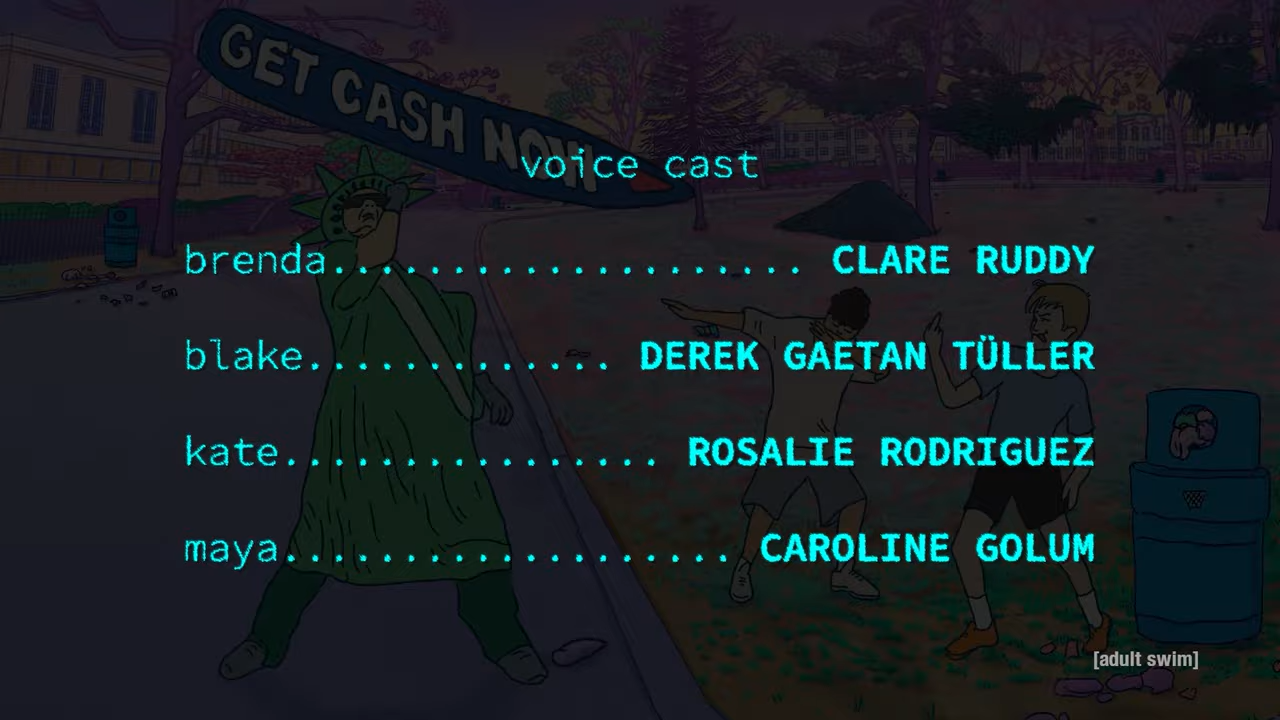 GET CASH NOW
voice cast
brenda.................... CLARE RUDDY
blake............. DEREK GAETAN TÜLLER
kate................ ROSALIE RODRIGUEZ
maya................... CAROLINE GOLUM
[adult swim]